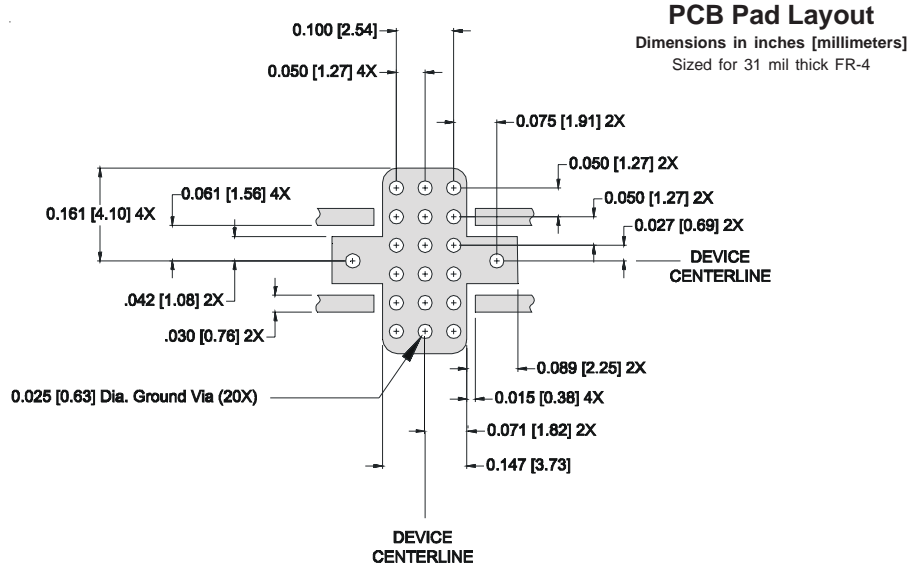 PCB Pad Layout
Dimensions in inches [millimeters]
Sized for 31 mil thick FR-4
0.100 [2.54]
0.050 [1.27] 4X
0.075 [1.91] 2X
0.050 [1.27] 2X
0.061 [1.56] 4X
0.050 [1.27] 2X
0.161 [4.10] 4X
0.027 [0.69] 2X
DEVICE
CENTERLINE
.042 [1.08] 2X
.030 [0.76] 2X
0.089 [2.25] 2X
0.025 [0.63] Dia. Ground Via (20X)
0.015 [0.38] 4X
0.071 [1.82] 2X
0.147 [3.73]
DEVICE
CENTERLINE